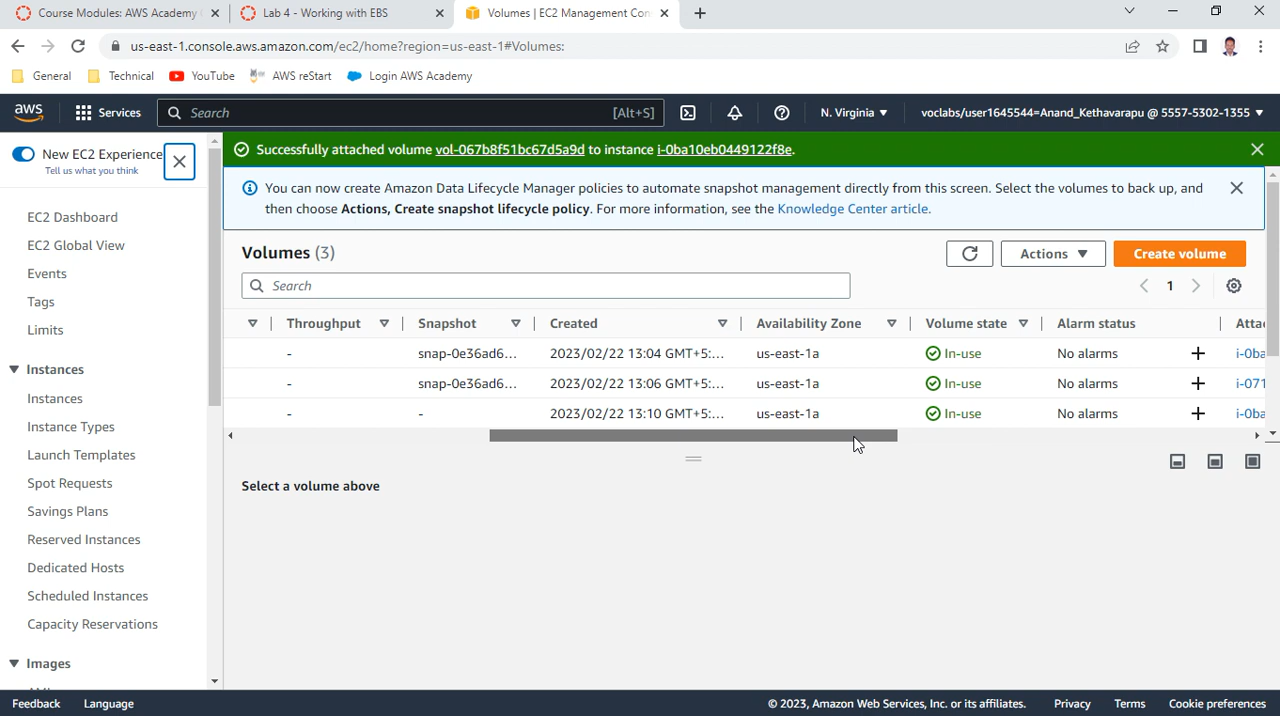 Course Modules: AWS Academy
Lab 4 - Working with EBS
Volumes | EC2 Management Con
us-east-1.console.aws.amazon.com/ec2/home?region=us-east-1#Volumes:
General
Technical
YouTube
AWS reStart
Login AWS Academy
aws
Services
Search
[Alt+S]
N. Virginia
voclabs/user1645544=Anand_Kethavarapu @ 5557-5302-1355
New EC2 Experience
Tell us what you think
Successfully attached volume vol-067b8f51bc67d5a9d to instance i-0ba10eb0449122f8e.
You can now create Amazon Data Lifecycle Manager policies to automate snapshot management directly from this screen. Select the volumes to back up, and
then choose Actions, Create snapshot lifecycle policy. For more information, see the Knowledge Center article.
EC2 Dashboard
EC2 Global View
Events
Tags
Limits
Instances
Instances
Instance Types
Launch Templates
Spot Requests
Savings Plans
Reserved Instances
Dedicated Hosts
Scheduled Instances
Capacity Reservations
Images
Volumes (3)
Actions
Create volume
Search
1
Throughput Snapshot Created Availability Zone Volume state Alarm status Attac
- snap-0e36ad6... 2023/02/22 13:04 GMT+5:... us-east-1a In-use No alarms + i-0ba
- snap-0e36ad6... 2023/02/22 13:06 GMT+5:... us-east-1a In-use No alarms + i-071
- - 2023/02/22 13:10 GMT+5:... us-east-1a In-use No alarms + i-0ba
Select a volume above
Feedback
Language
© 2023, Amazon Web Services, Inc. or its affiliates.
Privacy
Terms
Cookie preferences